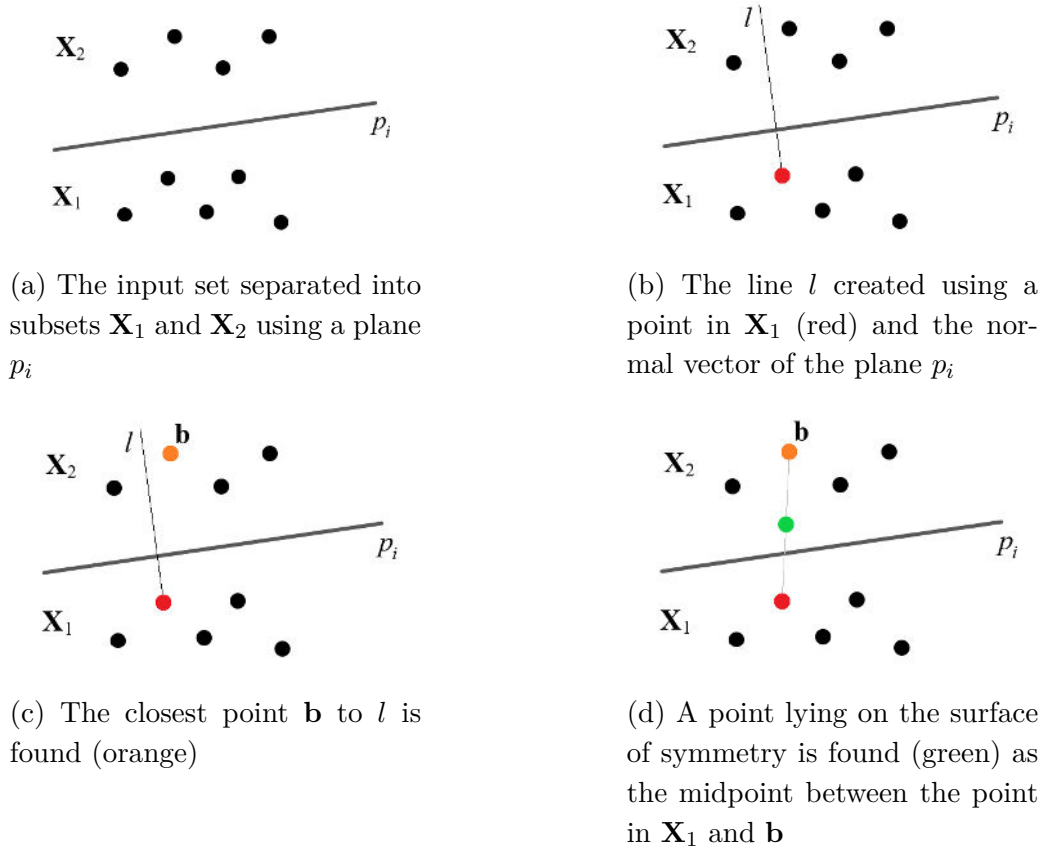 X₂
pᵢ
X₁
(a) The input set separated into
subsets X₁ and X₂ using a plane
pᵢ
l
X₂
pᵢ
X₁
(b) The line l created using a
point in X₁ (red) and the nor-
mal vector of the plane pᵢ
l
b
X₂
pᵢ
X₁
(c) The closest point b to l is
found (orange)
b
X₂
pᵢ
X₁
(d) A point lying on the surface
of symmetry is found (green) as
the midpoint between the point
in X₁ and b